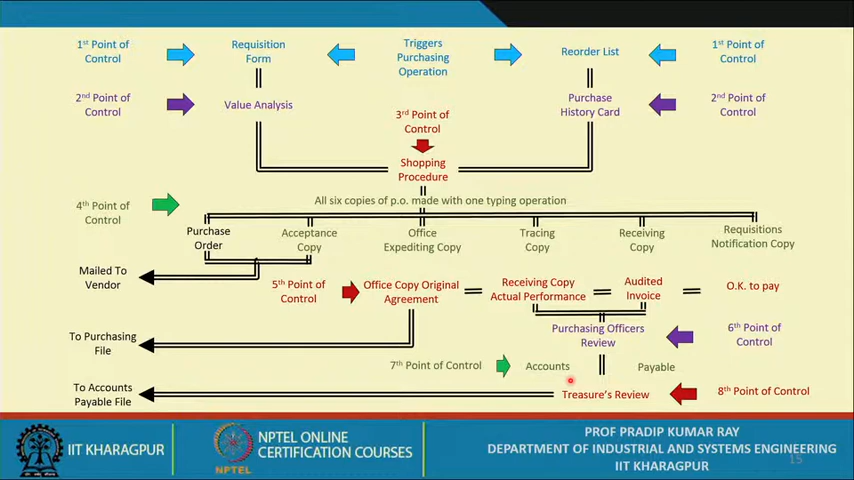 1st Point of Control
Requisition Form
Triggers Purchasing Operation
Reorder List
1st Point of Control
2nd Point of Control
Value Analysis
Purchase History Card
2nd Point of Control
3rd Point of Control
Shopping Procedure
4th Point of Control
All six copies of p.o. made with one typing operation
Purchase Order
Acceptance Copy
Office Expediting Copy
Tracing Copy
Receiving Copy
Requisitions Notification Copy
Mailed To Vendor
5th Point of Control
Office Copy Original Agreement
Receiving Copy Actual Performance
Audited Invoice
O.K. to pay
To Purchasing File
Purchasing Officers Review
6th Point of Control
7th Point of Control
Accounts
Payable
To Accounts Payable File
Treasure's Review
8th Point of Control
IIT KHARAGPUR
NPTEL
NPTEL ONLINE
CERTIFICATION COURSES
PROF PRADIP KUMAR RAY
DEPARTMENT OF INDUSTRIAL AND SYSTEMS ENGINEERING
IIT KHARAGPUR
15